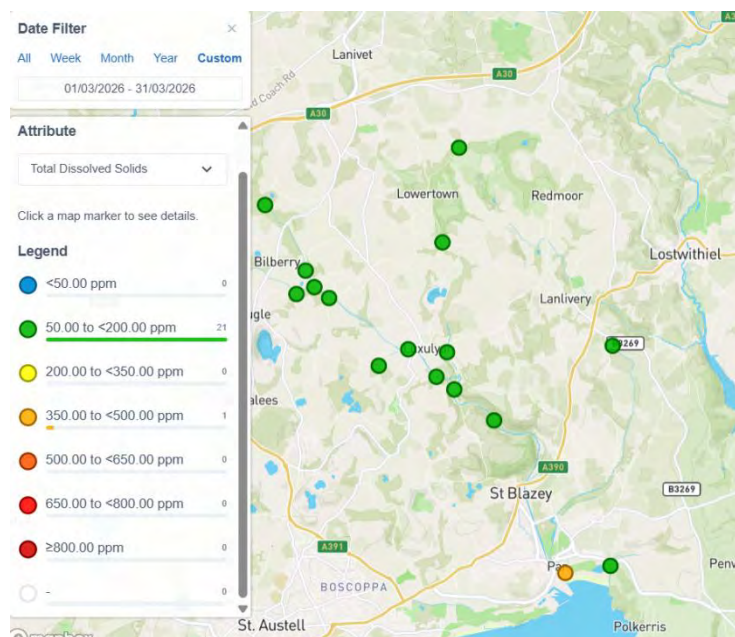 Date Filter ×
All Week Month Year Custom
01/03/2026 - 31/03/2026
Attribute
Total Dissolved Solids
Click a map marker to see details.
Legend
<50.00 ppm 0
50.00 to <200.00 ppm 21
200.00 to <350.00 ppm 0
350.00 to <500.00 ppm 1
500.00 to <650.00 ppm 0
650.00 to <800.00 ppm 0
≥800.00 ppm 0
- 0
Lanivet
A30
Coach Rd
A30
Lowertown
Redmoor
Bilberry
Lostwithiel
Lanlivery
B3269
A390
St Blazey
B3269
A391
BOSCOPPA
St. Austell
Polkerris